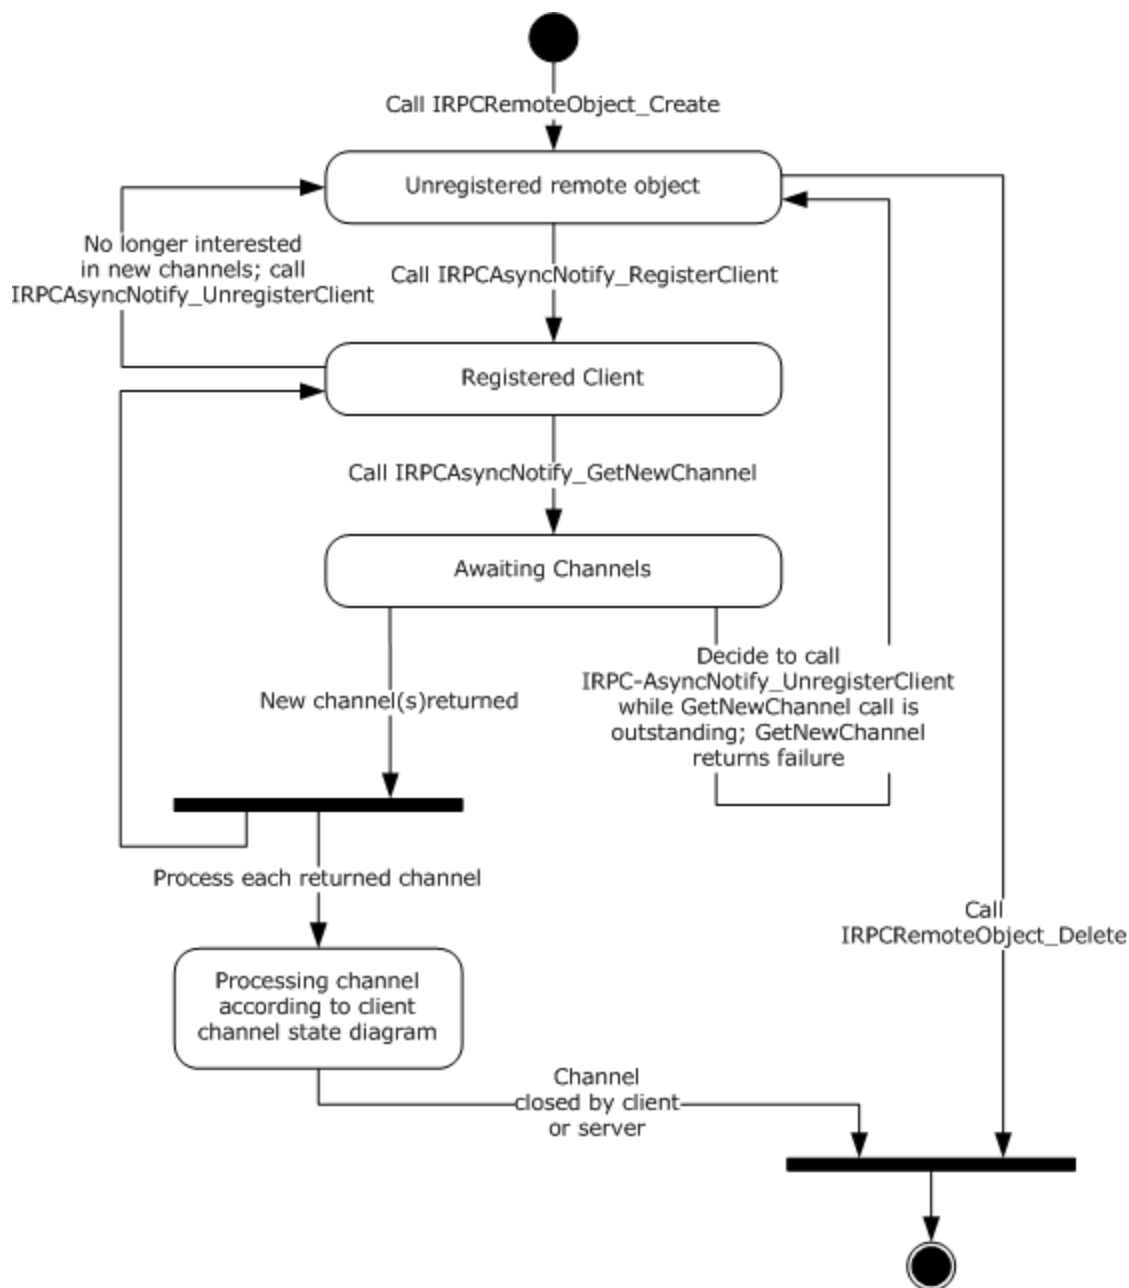 Call IRPCRemoteObject_Create
Unregistered remote object
No longer interested
in new channels; call
IRPCAsyncNotify_UnregisterClient
Call IRPCAsyncNotify_RegisterClient
Registered Client
Call IRPCAsyncNotify_GetNewChannel
Awaiting Channels
Decide to call
IRPC-AsyncNotify_UnregisterClient
while GetNewChannel call is
outstanding; GetNewChannel
returns failure
New channel(s)returned
Process each returned channel
Call
IRPCRemoteObject_Delete
Processing channel
according to client
channel state diagram
Channel
closed by client
or server